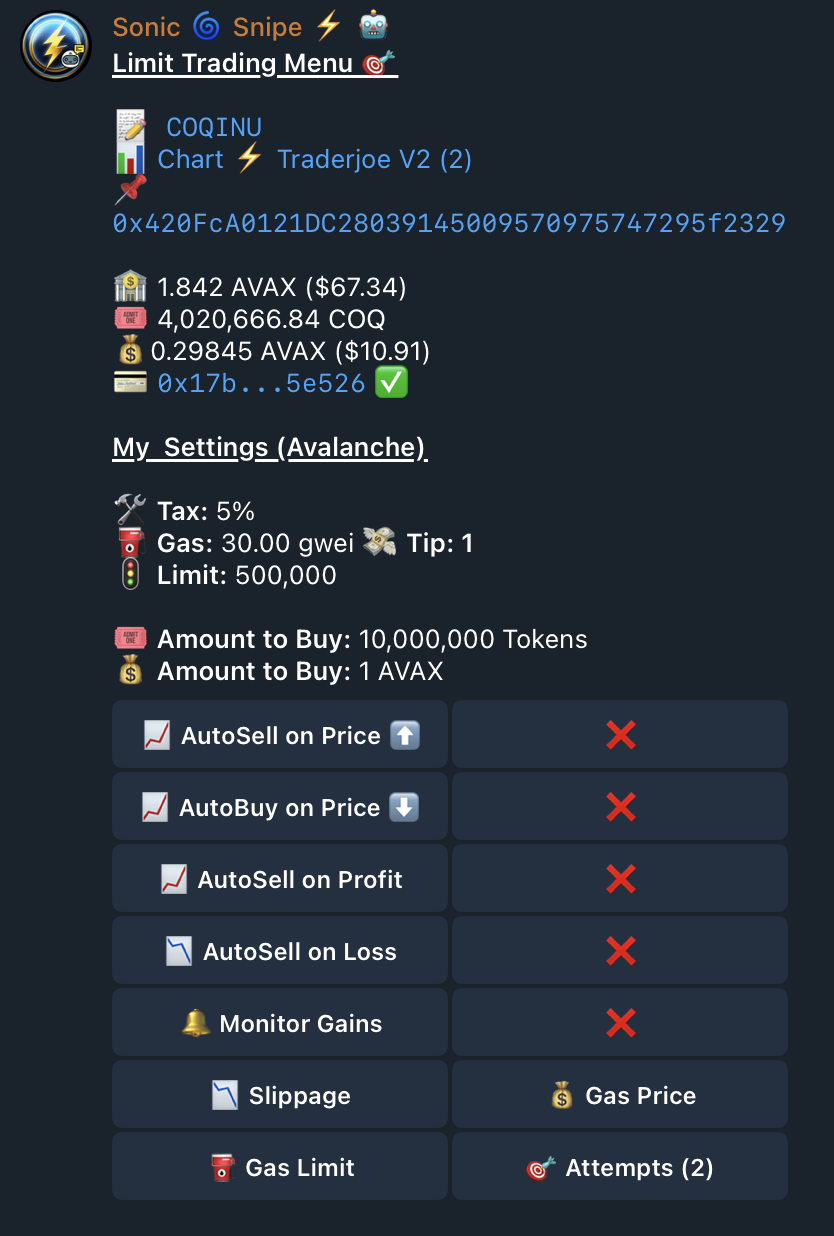 Sonic 🌀 Snipe ⚡ 🤖
Limit Trading Menu 🎯
📝 COQINU
📊 Chart ⚡ Traderjoe V2 (2)
📌
0x420FcA0121DC28039145009570975747295f2329
🏦 1.842 AVAX ($67.34)
🎟 4,020,666.84 COQ
💰 0.29845 AVAX ($10.91)
💳 0x17b...5e526 ✅
My Settings (Avalanche)
🛠 Tax: 5%
⛽ Gas: 30.00 gwei 💸 Tip: 1
🚦 Limit: 500,000
🎟 Amount to Buy: 10,000,000 Tokens
💰 Amount to Buy: 1 AVAX
📈 AutoSell on Price ⬆️ ❌
📈 AutoBuy on Price ⬇️ ❌
📈 AutoSell on Profit ❌
📉 AutoSell on Loss ❌
🔔 Monitor Gains ❌
📉 Slippage 💰 Gas Price
⛽ Gas Limit 🎯 Attempts (2)